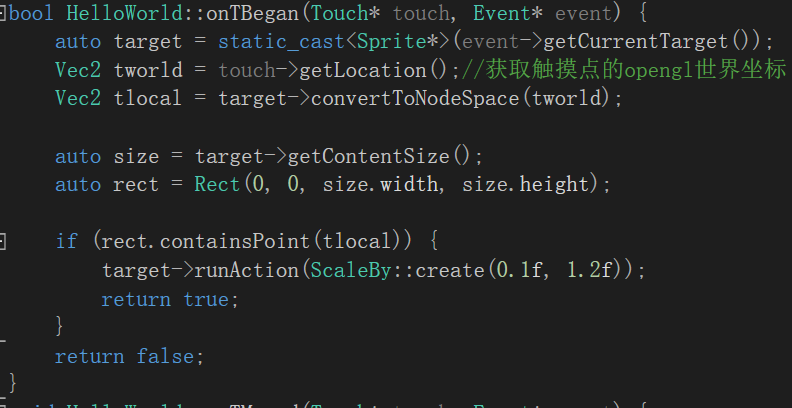 bool HelloWorld::onTBegan(Touch* touch, Event* event) {
    auto target = static_cast<Sprite*>(event->getCurrentTarget());
    Vec2 tworld = touch->getLocation();//获取触摸点的opengl世界坐标
    Vec2 tlocal = target->convertToNodeSpace(tworld);

    auto size = target->getContentSize();
    auto rect = Rect(0, 0, size.width, size.height);

    if (rect.containsPoint(tlocal)) {
        target->runAction(ScaleBy::create(0.1f, 1.2f));
        return true;
    }
    return false;
}